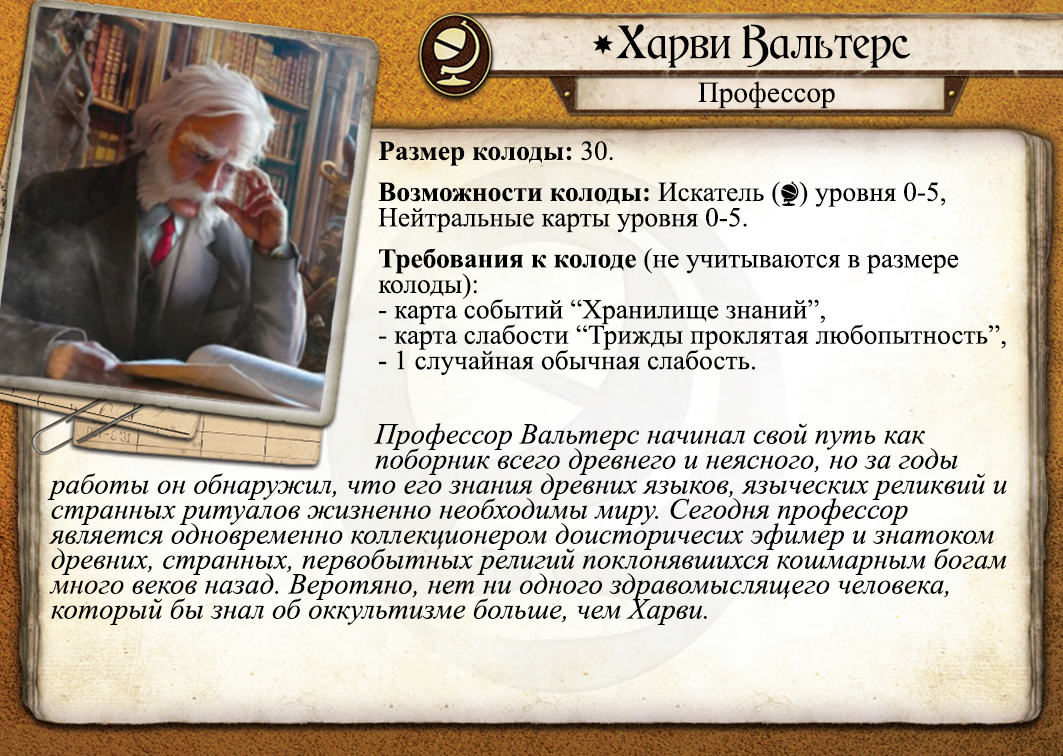 Харви Вальтерс
Профессор
Размер колоды: 30.
Возможности колоды: Искатель () уровня 0-5,
Нейтральные карты уровня 0-5.
Требования к колоде (не учитываются в размере
колоды):
- карта событий “Хранилище знаний”,
- карта слабости “Трижды проклятая любопытность”,
- 1 случайная обычная слабость.
Профессор Вальтерс начинал свой путь как
поборник всего древнего и неясного, но за годы
работы он обнаружил, что его знания древних языков, языческих реликвий и
странных ритуалов жизненно необходимы миру. Сегодня профессор
является одновременно коллекционером доисторичесих эфимер и знатоком
древних, странных, первобытных религий поклонявшихся кошмарным богам
много веков назад. Веротяно, нет ни одного здравомыслящего человека,
который бы знал об оккультизме больше, чем Харви.